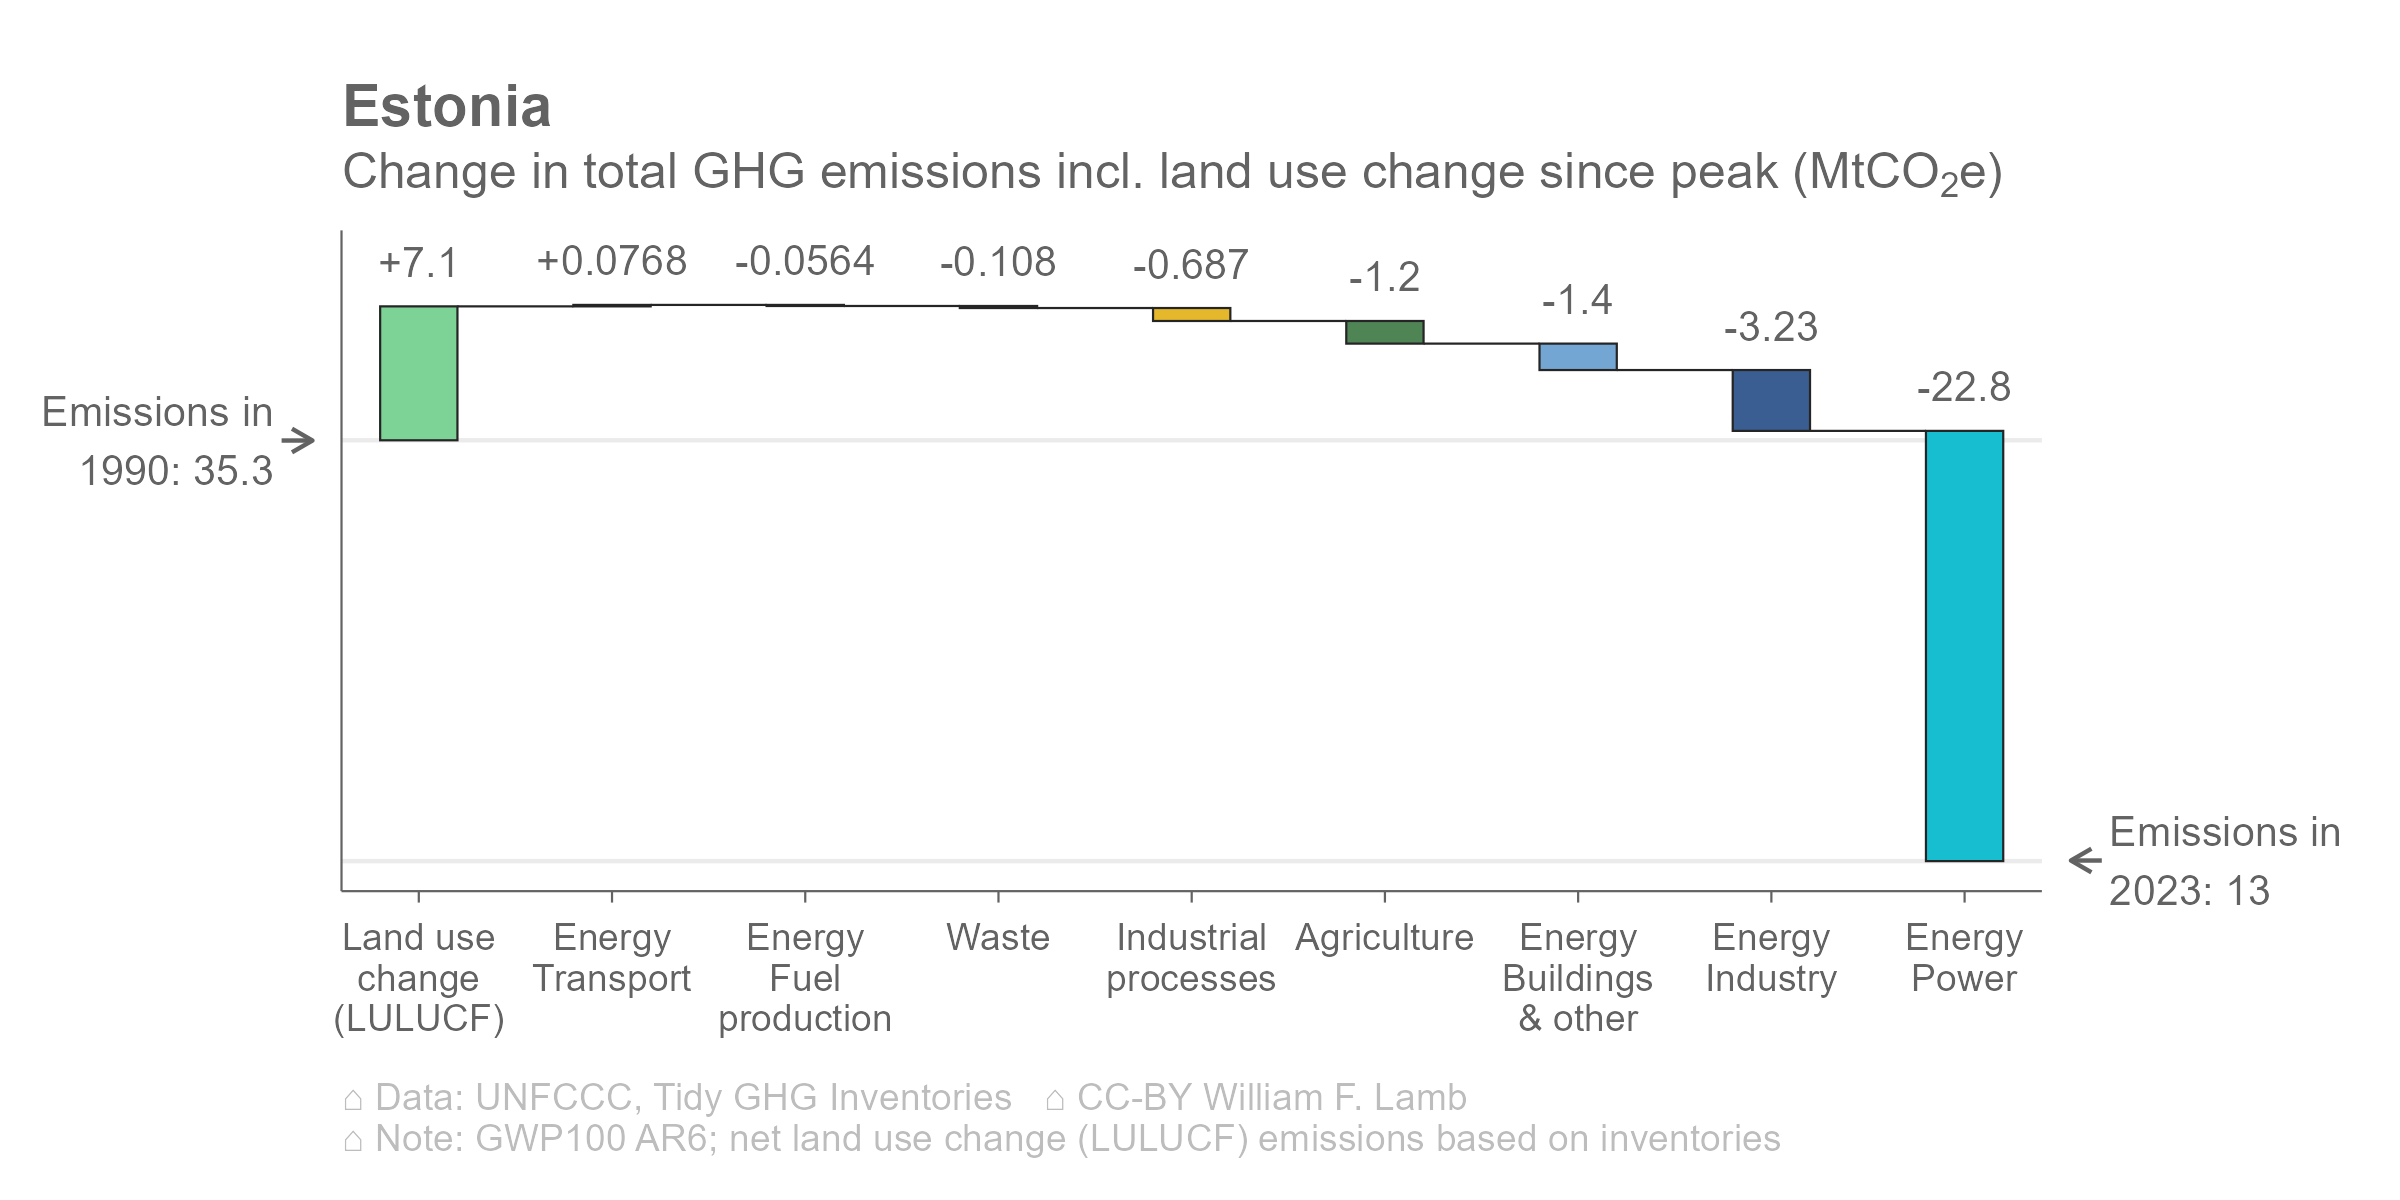 Estonia
Change in total GHG emissions incl. land use change since peak (MtCO₂e)
+7.1
+0.0768
-0.0564
-0.108
-0.687
-1.2
-1.4
-3.23
-22.8
Emissions in
1990: 35.3
Emissions in
2023: 13
Land use
change
(LULUCF)
Energy
Transport
Energy
Fuel
production
Waste
Industrial
processes
Agriculture
Energy
Buildings
& other
Energy
Industry
Energy
Power
⌂ Data: UNFCCC, Tidy GHG Inventories ⌂ CC-BY William F. Lamb
⌂ Note: GWP100 AR6; net land use change (LULUCF) emissions based on inventories